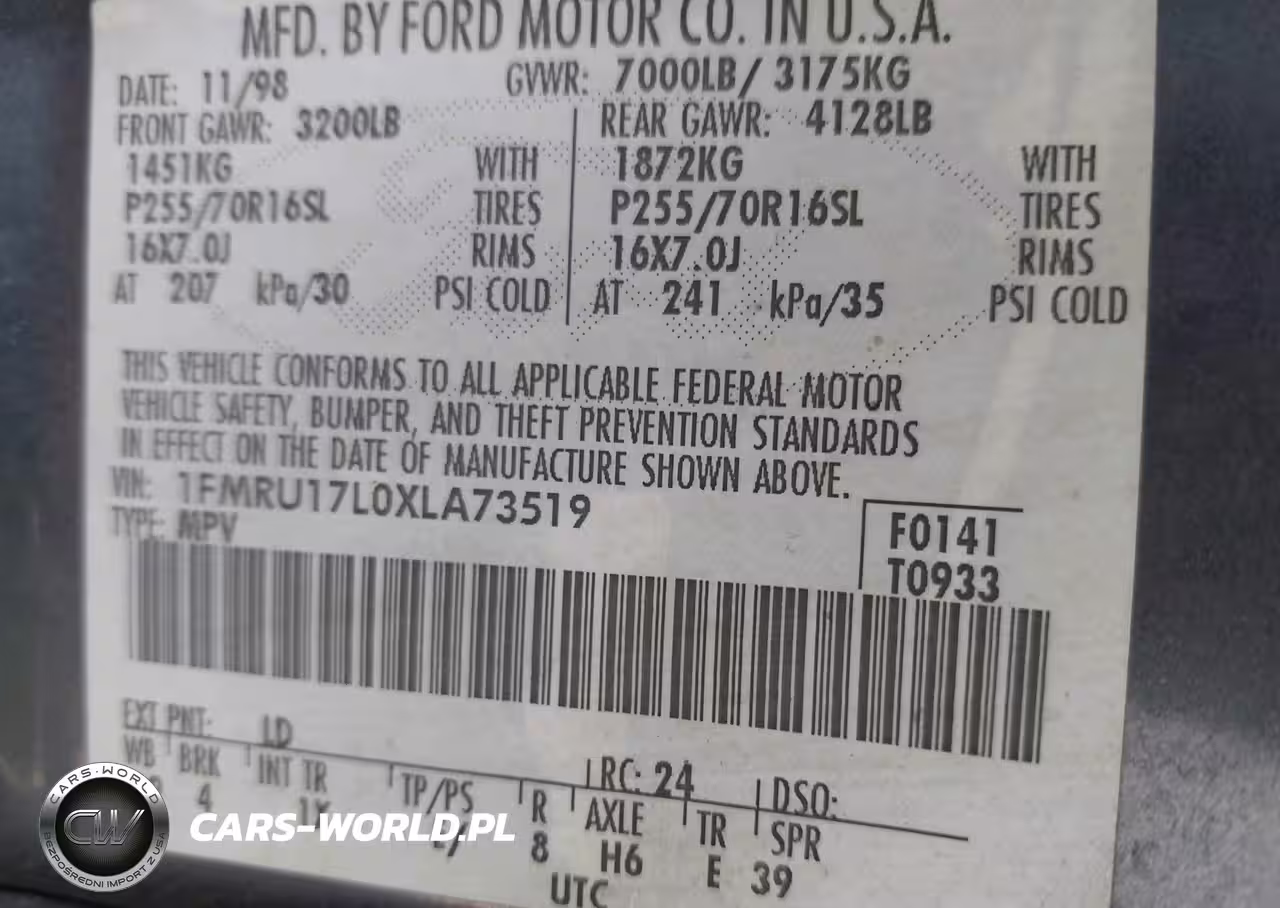 MFD. BY FORD MOTOR CO. IN U.S.A.
DATE: 11/98 GVWR: 7000LB/ 3175KG
FRONT GAWR: 3200LB REAR GAWR: 4128LB
1451KG WITH 1872KG WITH
P255/70R16SL TIRES P255/70R16SL TIRES
16X7.0J RIMS 16X7.0J RIMS
AT 207 kPa/30 PSI COLD AT 241 kPa/35 PSI COLD
THIS VEHICLE CONFORMS TO ALL APPLICABLE FEDERAL MOTOR
VEHICLE SAFETY, BUMPER, AND THEFT PREVENTION STANDARDS
IN EFFECT ON THE DATE OF MANUFACTURE SHOWN ABOVE.
VIN: 1FMRU17L0XLA73519
TYPE: MPV
F0141
T0933
EXT PNT: LD RC: 24 DSO:
WB BRK INT TR TP/PS R AXLE TR SPR
4 8 H6 E 39
UTC
CARS-WORLD
CW
BEZPOŚREDNI IMPORT Z USA
CARS-WORLD.PL